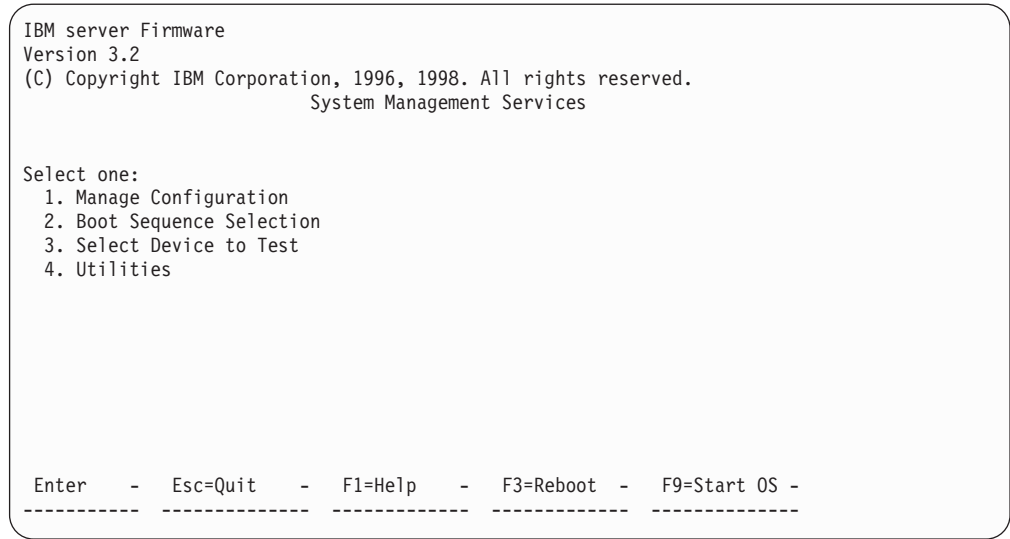 IBM server Firmware
Version 3.2
(C) Copyright IBM Corporation, 1996, 1998. All rights reserved.
System Management Services
Select one:
1. Manage Configuration
2. Boot Sequence Selection
3. Select Device to Test
4. Utilities
Enter - Esc=Quit - F1=Help - F3=Reboot - F9=Start OS -
----------- -------------- ------------- ------------- --------------